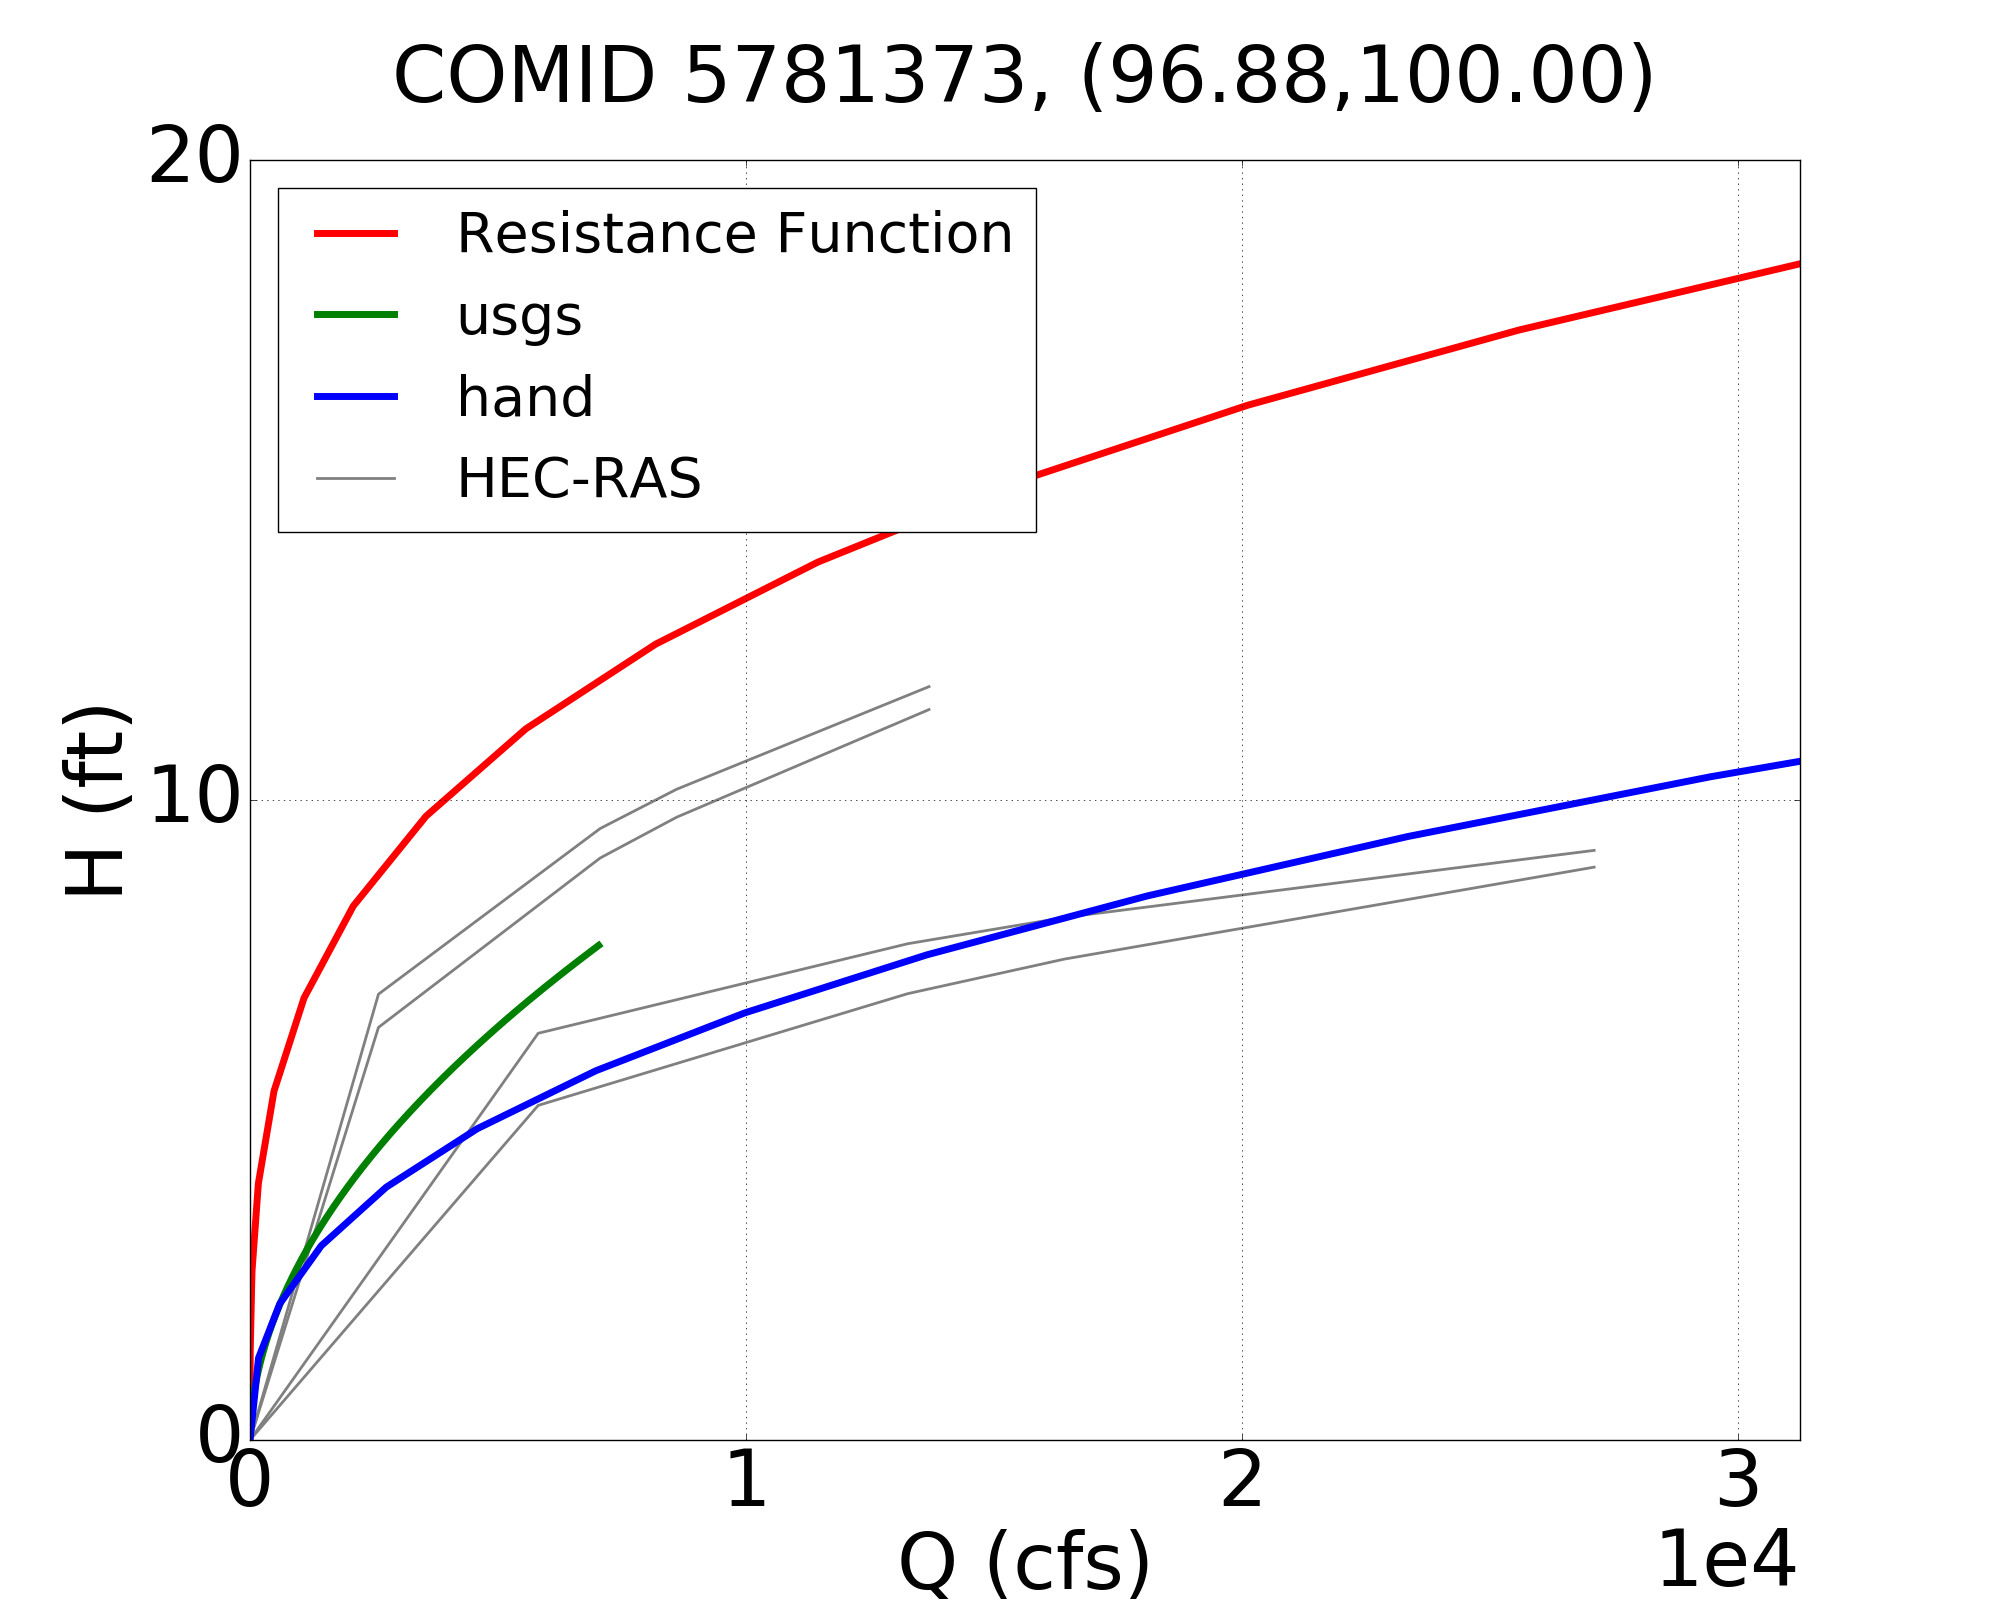 COMID 5781373, (96.88,100.00)
20
Resistance Function
usgs
hand
HEC-RAS
H (ft)
10
0
0 1 2 3
1e4
Q (cfs)